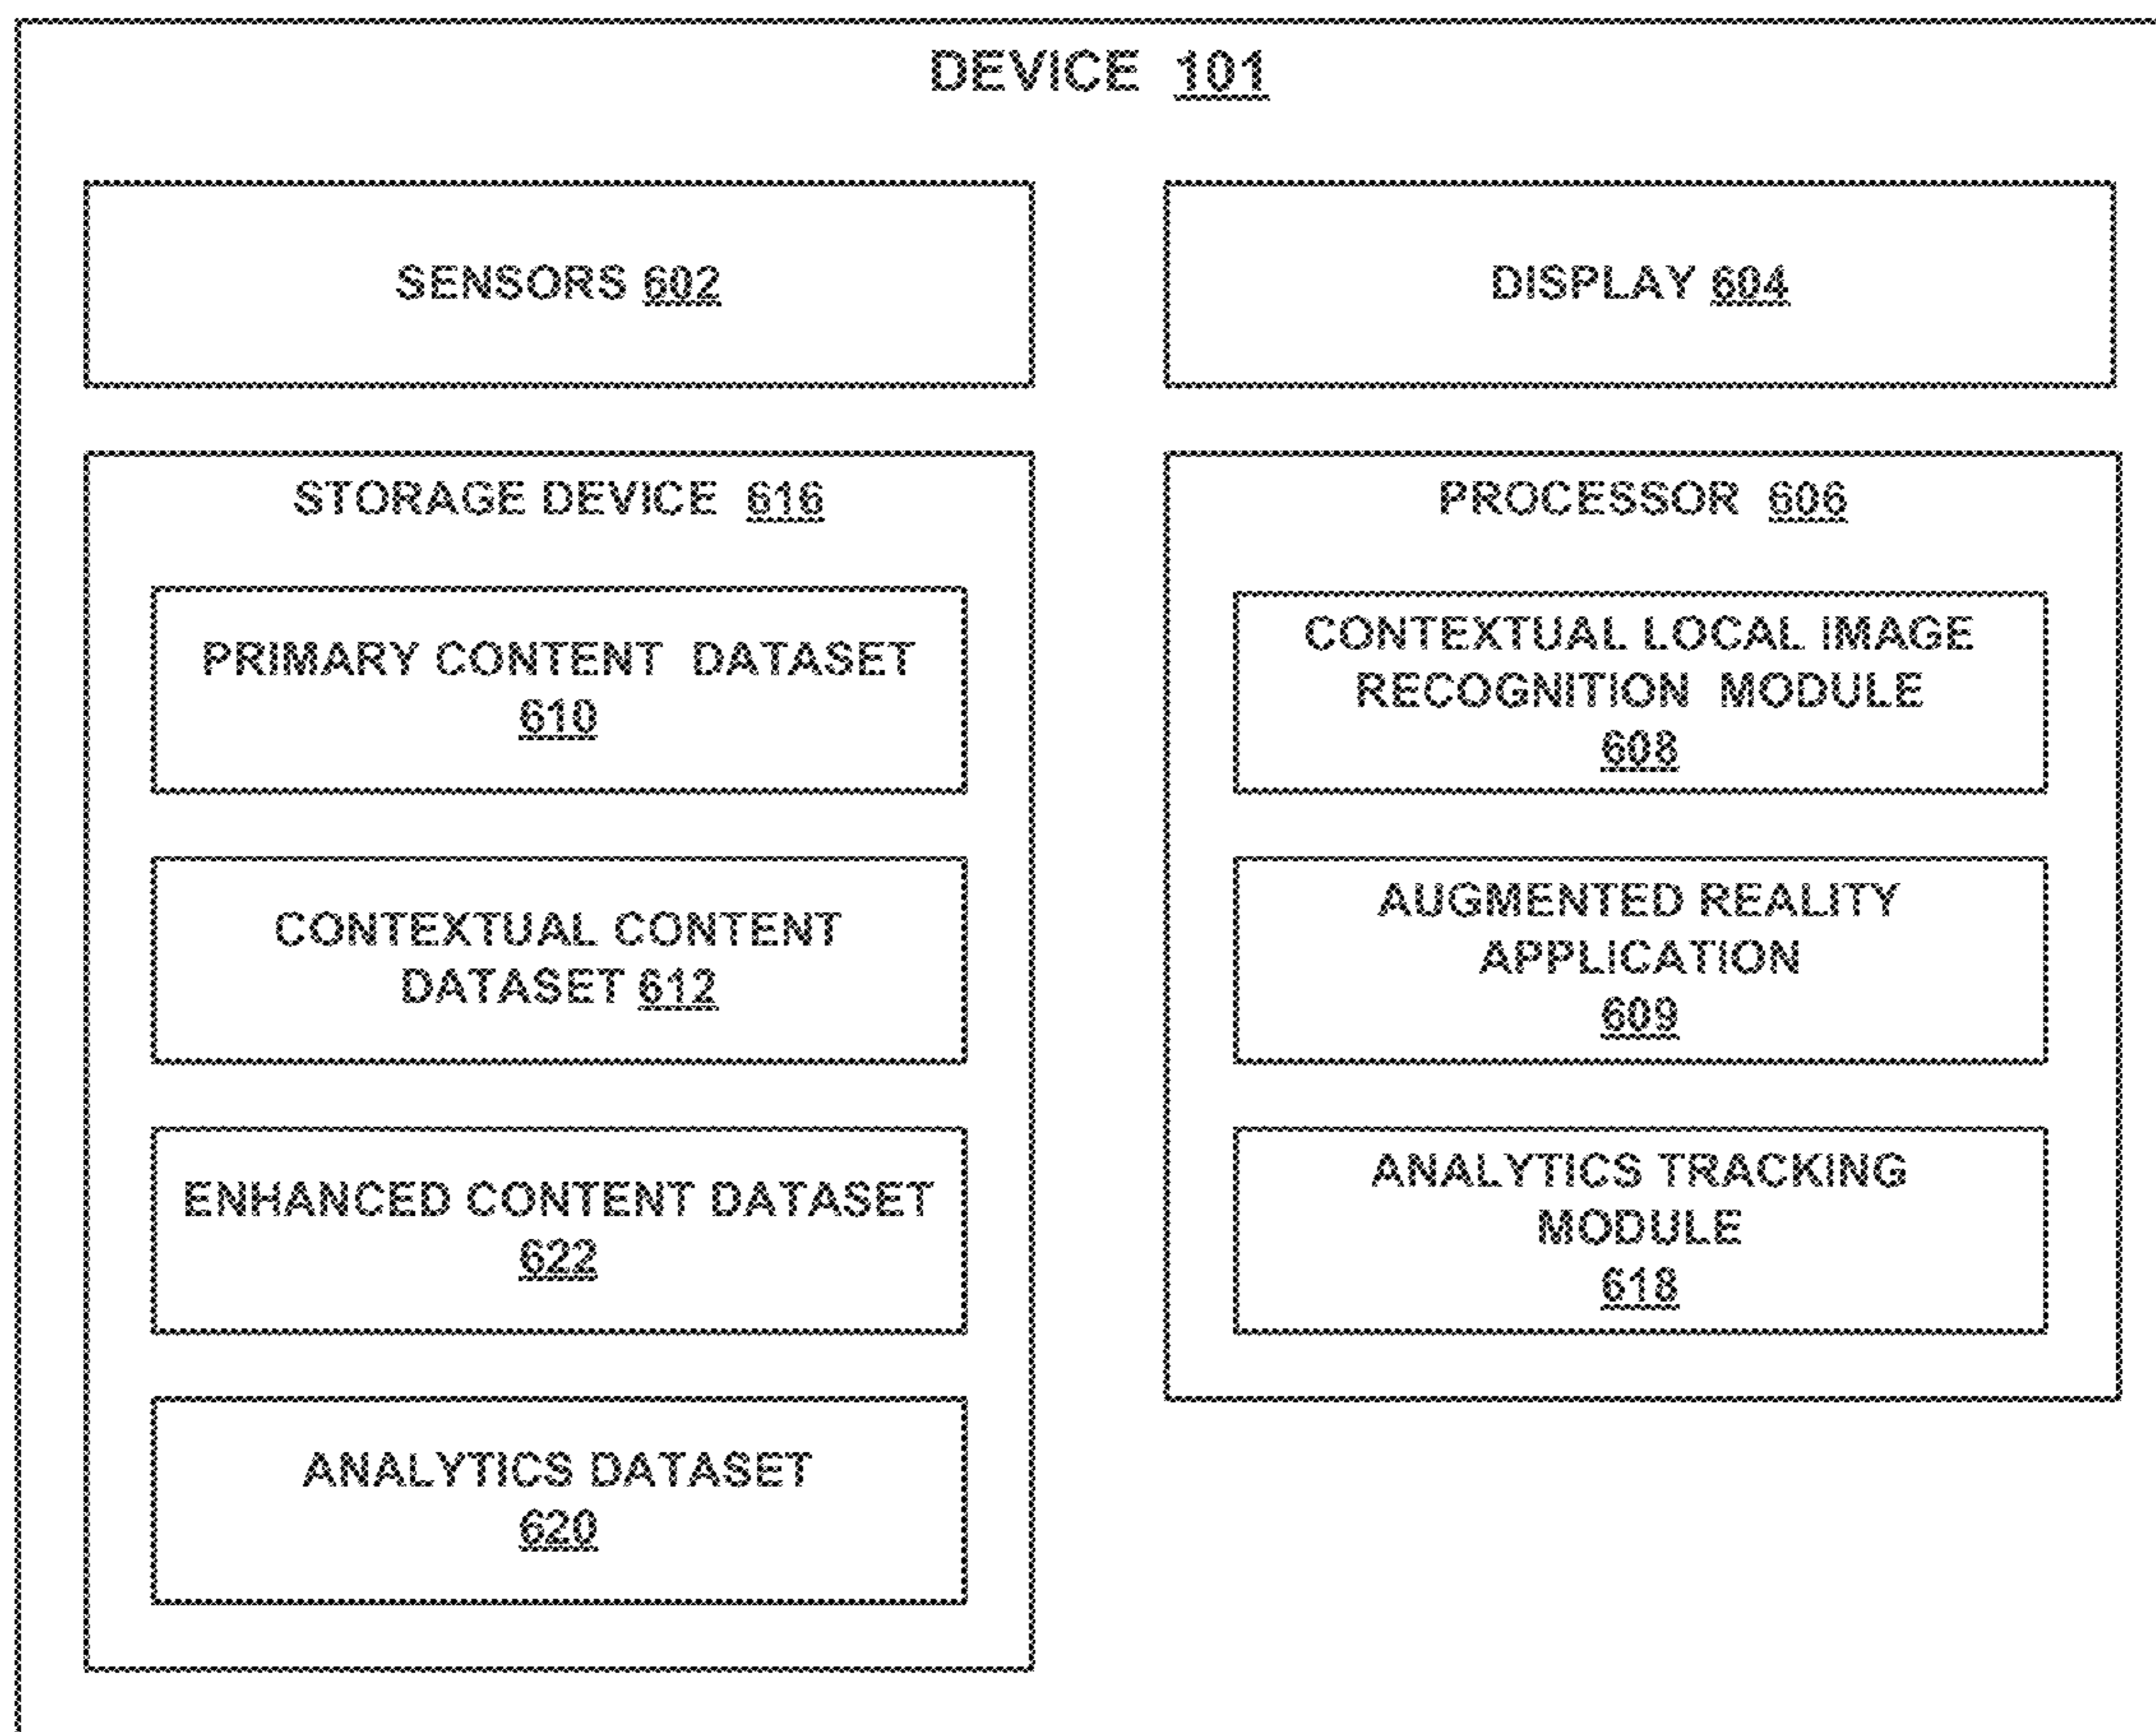 DEVICE 101
SENSORS 602
DISPLAY 604
STORAGE DEVICE 616
PRIMARY CONTENT DATASET
610
CONTEXTUAL CONTENT
DATASET 612
ENHANCED CONTENT DATASET
622
ANALYTICS DATASET
620
PROCESSOR 606
CONTEXTUAL LOCAL IMAGE
RECOGNITION MODULE
608
AUGMENTED REALITY
APPLICATION
609
ANALYTICS TRACKING
MODULE
618